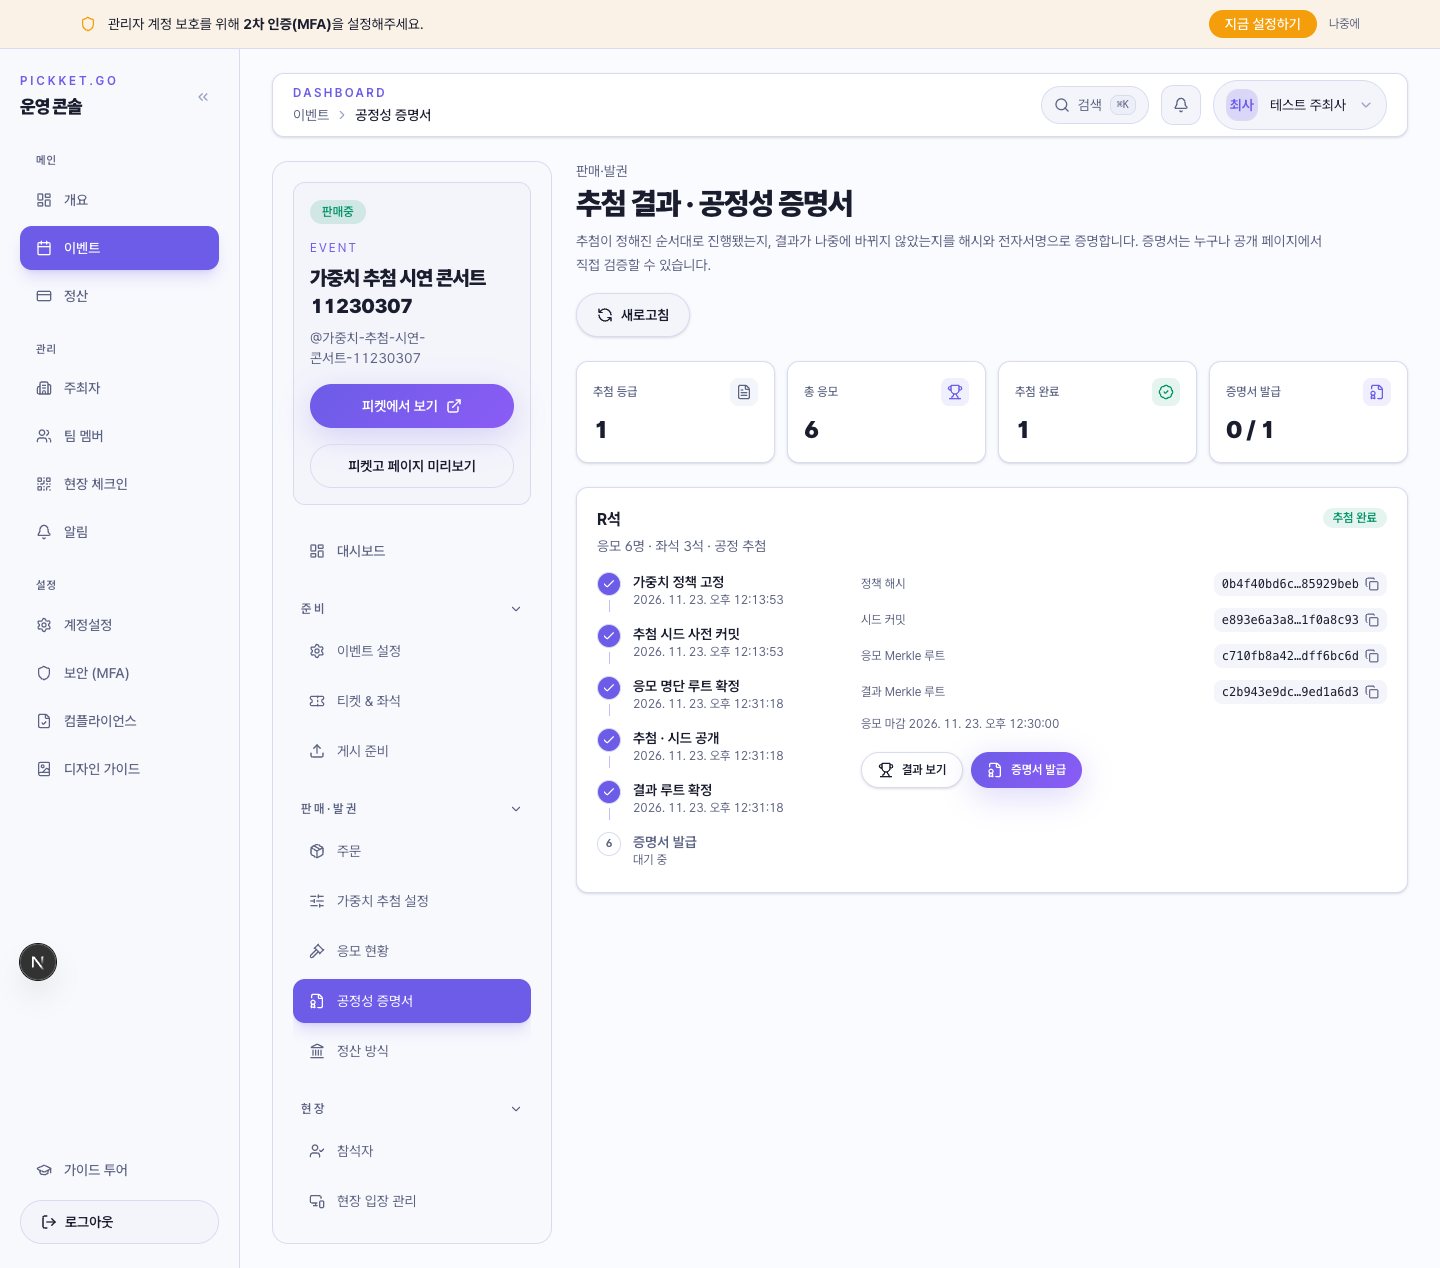 관리자 계정 보호를 위해 2차 인증(MFA)을 설정해주세요.
지금 설정하기
나중에
PICKKET.GO
운영 콘솔
메인
개요
이벤트
정산
관리
주최자
팀 멤버
현장 체크인
알림
설정
계정설정
보안 (MFA)
컴플라이언스
디자인 가이드
N
가이드 투어
로그아웃
DASHBOARD
이벤트 > 공정성 증명서
검색 ⌘K
최사 테스트 주최사
판매중
EVENT
가중치 추첨 시연 콘서트
11230307
@가중치-추첨-시연-
콘서트-11230307
피켓에서 보기
피켓고 페이지 미리보기
대시보드
준비
이벤트 설정
티켓 & 좌석
게시 준비
판매·발권
주문
가중치 추첨 설정
응모 현황
공정성 증명서
정산 방식
현장
참석자
현장 입장 관리
판매·발권
추첨 결과 · 공정성 증명서
추첨이 정해진 순서대로 진행됐는지, 결과가 나중에 바뀌지 않았는지를 해시와 전자서명으로 증명합니다. 증명서는 누구나 공개 페이지에서
직접 검증할 수 있습니다.
새로고침
추첨 등급
1
총 응모
6
추첨 완료
1
증명서 발급
0 / 1
R석
추첨 완료
응모 6명 · 좌석 3석 · 공정 추첨
가중치 정책 고정
2026. 11. 23. 오후 12:13:53
추첨 시드 사전 커밋
2026. 11. 23. 오후 12:13:53
응모 명단 루트 확정
2026. 11. 23. 오후 12:31:18
추첨 · 시드 공개
2026. 11. 23. 오후 12:31:18
결과 루트 확정
2026. 11. 23. 오후 12:31:18
6 증명서 발급
대기 중
정책 해시 0b4f40bd6c…85929beb
시드 커밋 e893e6a3a8…1f0a8c93
응모 Merkle 루트 c710fb8a42…dff6bc6d
결과 Merkle 루트 c2b943e9dc…9ed1a6d3
응모 마감 2026. 11. 23. 오후 12:30:00
결과 보기
증명서 발급